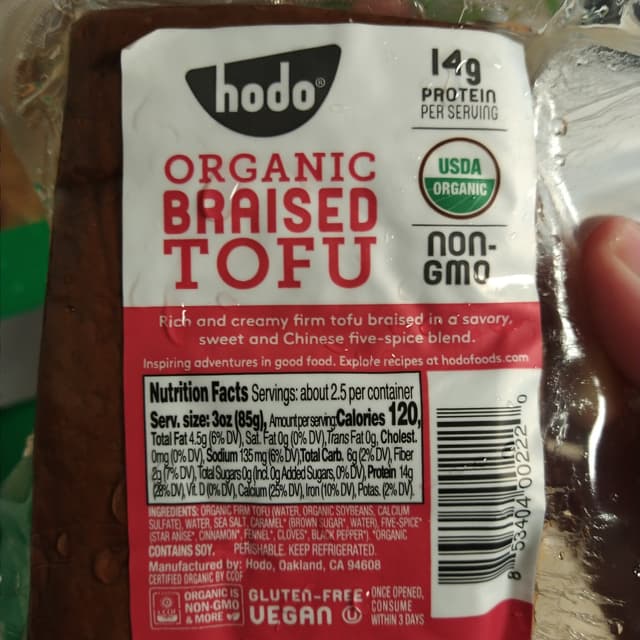 hodo®
14g
PROTEIN
PER SERVING
USDA
ORGANIC
NON-
GMO
ORGANIC
BRAISED
TOFU
Rich and creamy firm tofu braised in a savory,
sweet and Chinese five-spice blend.
Inspiring adventures in good food. Explore recipes at hodofoods.com
Nutrition Facts Servings: about 2.5 per container
Serv. size: 3oz (85g), Amount per serving: Calories 120,
Total Fat 4.5g (6% DV), Sat. Fat 0g (0% DV), Trans Fat 0g, Cholest.
0mg (0% DV), Sodium 135 mg (6% DV), Total Carb. 6g (2% DV), Fiber
2g (7% DV), Total Sugars 0g (Incl. 0g Added Sugars, 0% DV), Protein 14g
(28% DV), Vit. D (0% DV), Calcium (25% DV), Iron (10% DV), Potas. (2% DV).
INGREDIENTS: ORGANIC FIRM TOFU (WATER, ORGANIC SOYBEANS, CALCIUM
SULFATE), WATER, SEA SALT, CARAMEL* (BROWN SUGAR*, WATER), FIVE-SPICE*
(STAR ANISE*, CINNAMON*, FENNEL*, CLOVES*, BLACK PEPPER*). *ORGANIC
CONTAINS SOY. PERISHABLE. KEEP REFRIGERATED.
Manufactured by: Hodo, Oakland, CA 94608
CERTIFIED ORGANIC BY CCOF
ORGANIC IS
NON-GMO
& MORE
GLUTEN-FREE •
VEGAN U
ONCE OPENED,
CONSUME
WITHIN 3 DAYS
8 53404 00222 0